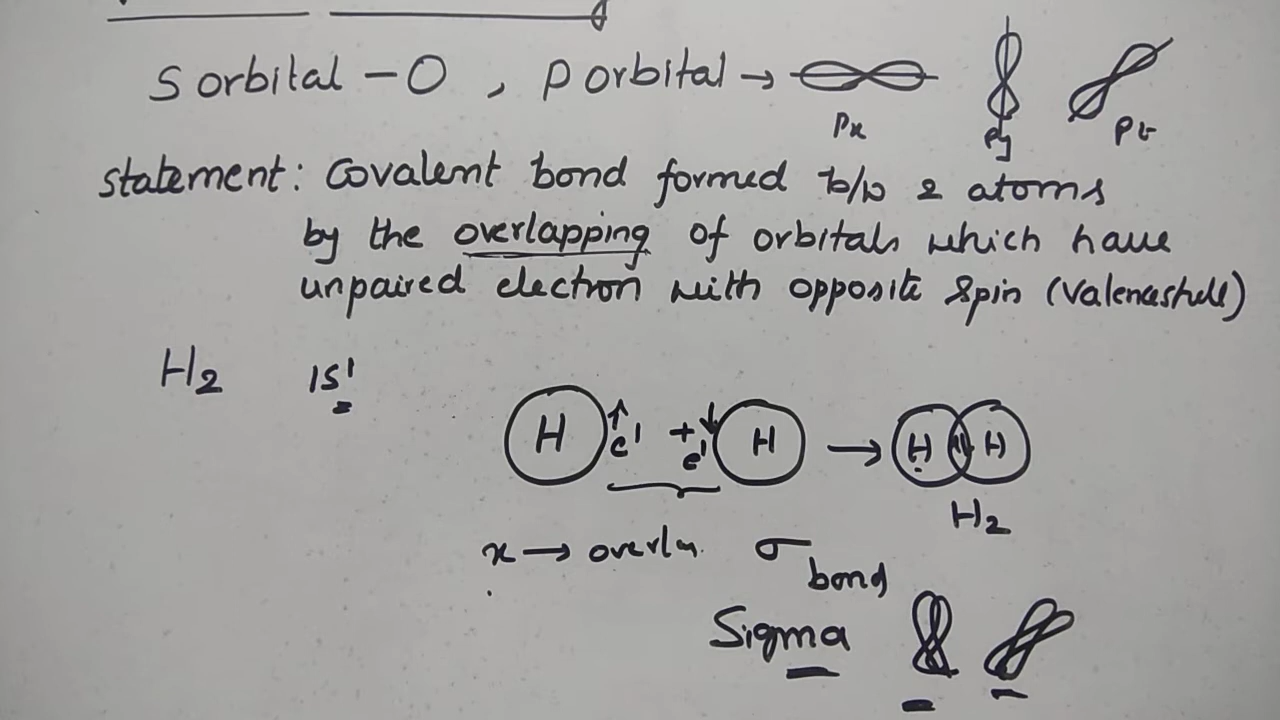 s orbital - O , p orbital →
Px Py Pz
statement: Covalent bond formed b/w 2 atoms
by the overlapping of orbitals which have
unpaired electron with opposite spin (Valenceshell)
H2 1S¹
H ↑ e¹ + ↓ e¹ H → H H
H2
x → overla. σ bond
Sigma